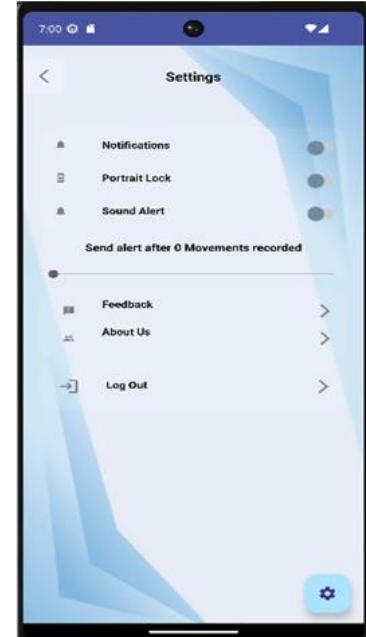 7:00
Settings
Notifications
Portrait Lock
Sound Alert
Send alert after 0 Movements recorded
Feedback
About Us
Log Out